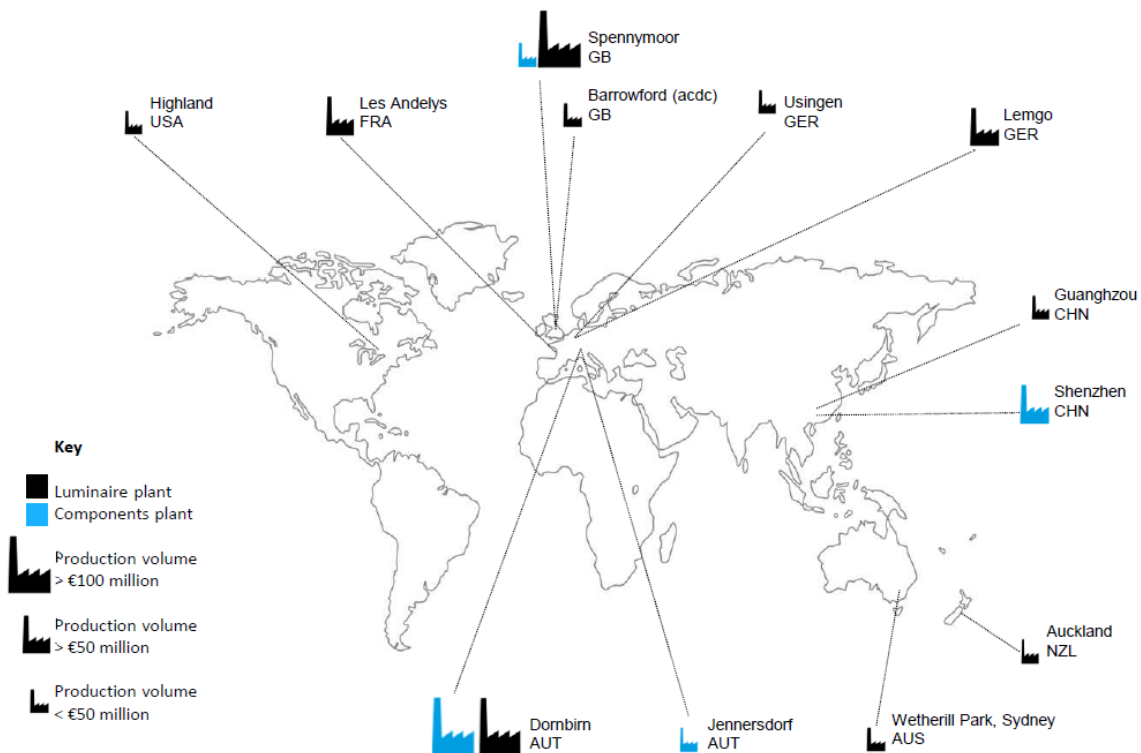 Spennymoor
GB
Highland
USA
Les Andelys
FRA
Barrowford (acdc)
GB
Usingen
GER
Lemgo
GER
Guanghzou
CHN
Shenzhen
CHN
Key
Luminaire plant
Components plant
Production volume
> €100 million
Production volume
> €50 million
Production volume
< €50 million
Auckland
NZL
Dornbirn
AUT
Jennersdorf
AUT
Wetherill Park, Sydney
AUS